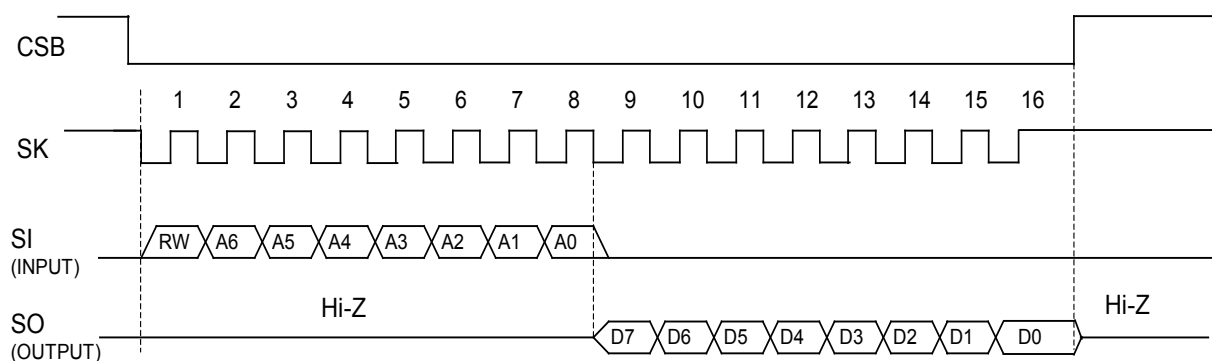 CSB
1 2 3 4 5 6 7 8 9 10 11 12 13 14 15 16
SK
SI
(INPUT)
RW A6 A5 A4 A3 A2 A1 A0
Hi-Z
Hi-Z
SO
(OUTPUT)
D7 D6 D5 D4 D3 D2 D1 D0